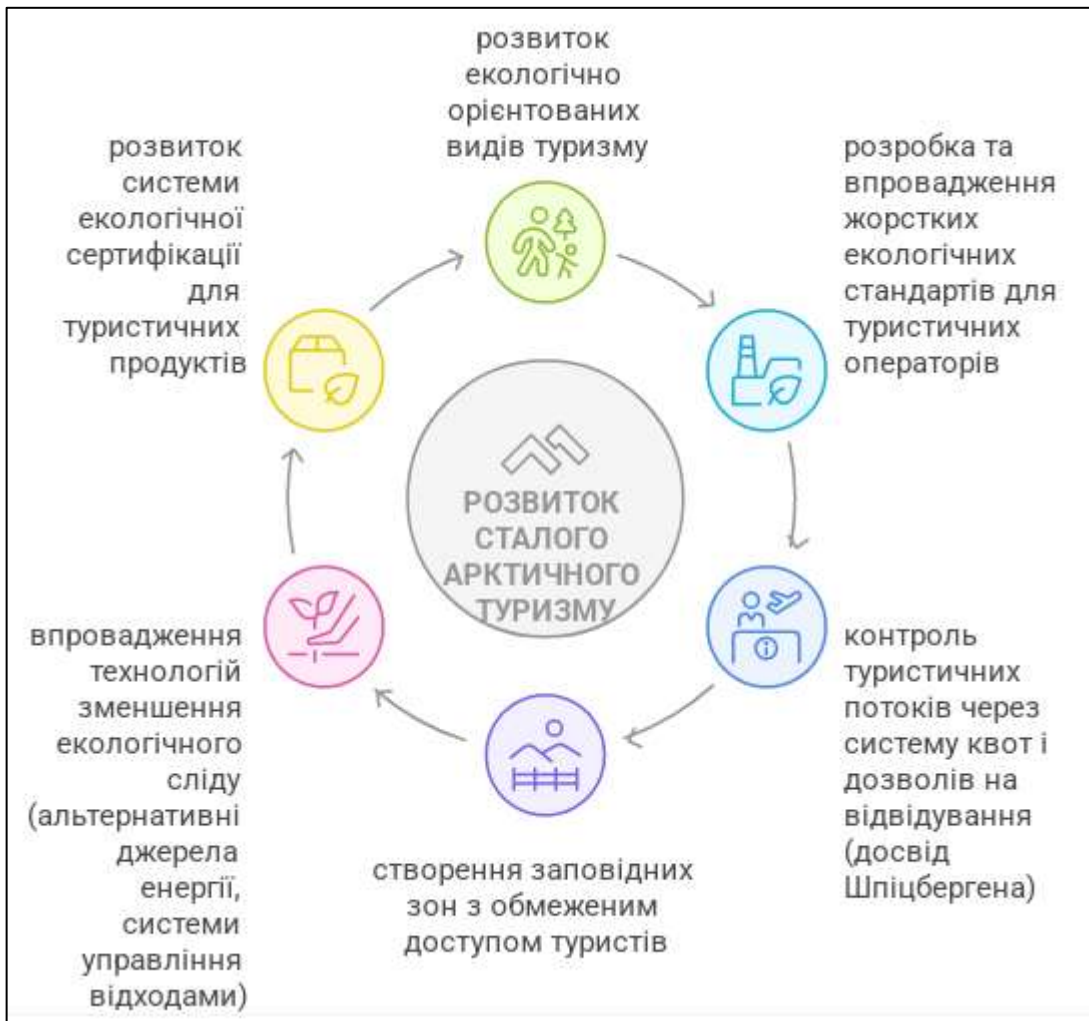 розвиток
екологічно
орієнтованих
видів туризму
розробка та
впровадження
жорстких
екологічних
стандартів для
туристичних
операторів
контроль
туристичних
потоків через
систему квот і
дозволів на
відвідування
(досвід
Шпіцбергена)
створення заповідних
зон з обмеженим
доступом туристів
впровадження
технологій
зменшення
екологічного
сліду
(альтернативні
джерела
енергії,
системи
управління
відходами)
розвиток
системи
екологічної
сертифікації
для
туристичних
продуктів
РОЗВИТОК
СТАЛОГО
АРКТИЧНОГО
ТУРИЗМУ